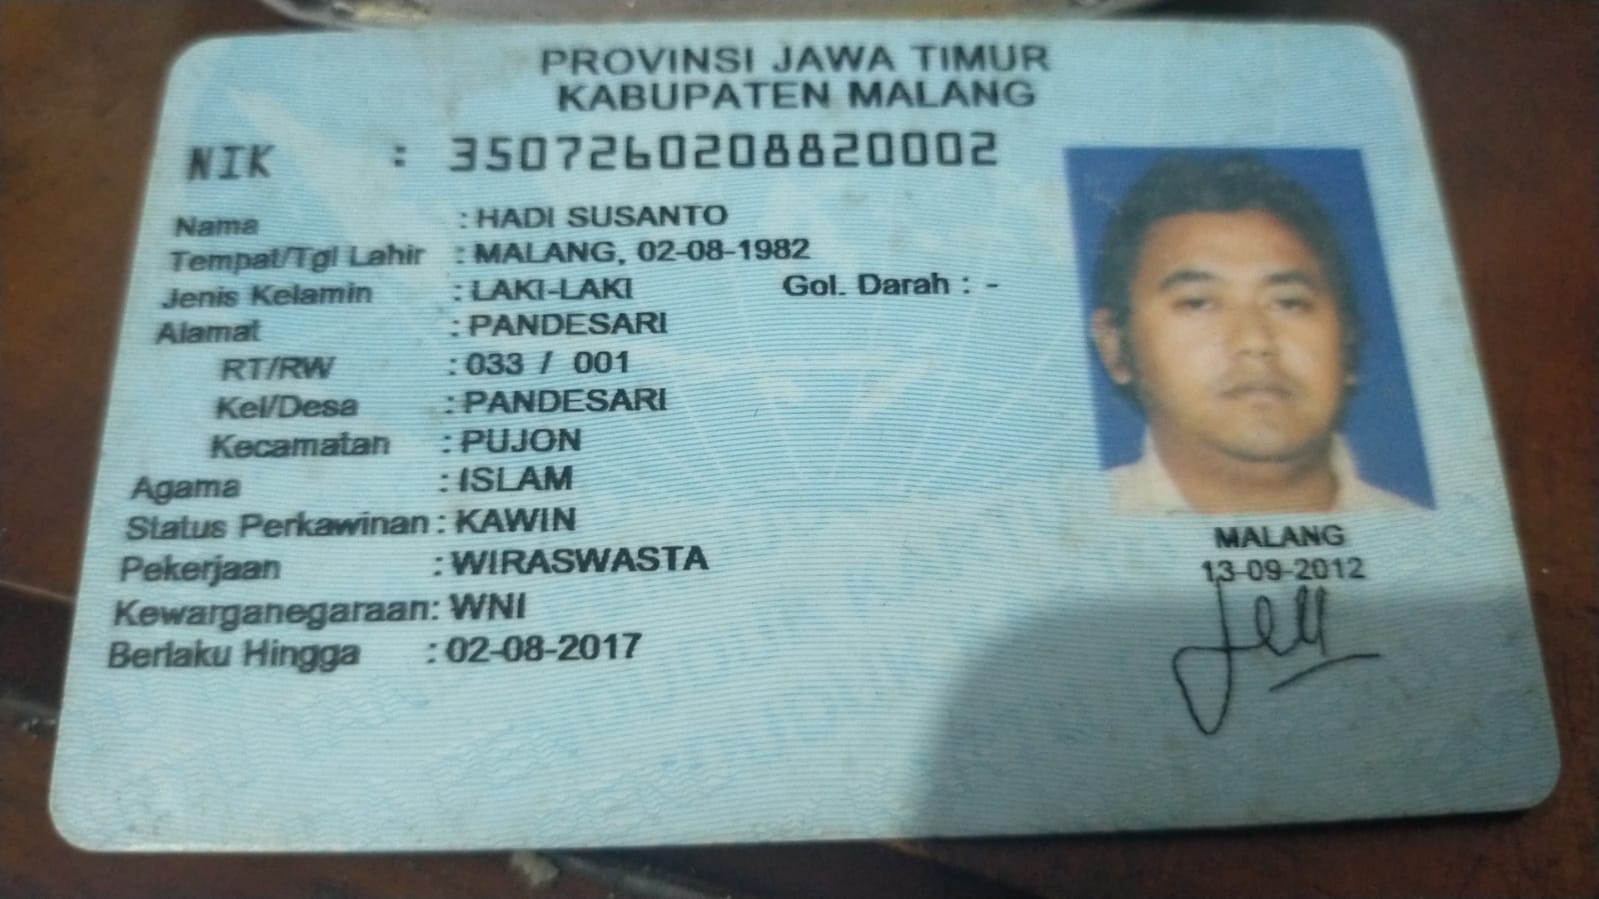 PROVINSI JAWA TIMUR
KABUPATEN MALANG
NIK : 3507260208820002
Nama : HADI SUSANTO
Tempat/Tgl Lahir : MALANG, 02-08-1982
Jenis Kelamin : LAKI-LAKI Gol. Darah : -
Alamat : PANDESARI
RT/RW : 033 / 001
Kel/Desa : PANDESARI
Kecamatan : PUJON
Agama : ISLAM
Status Perkawinan : KAWIN
Pekerjaan : WIRASWASTA
Kewarganegaraan: WNI
Berlaku Hingga : 02-08-2017
MALANG
13-09-2012